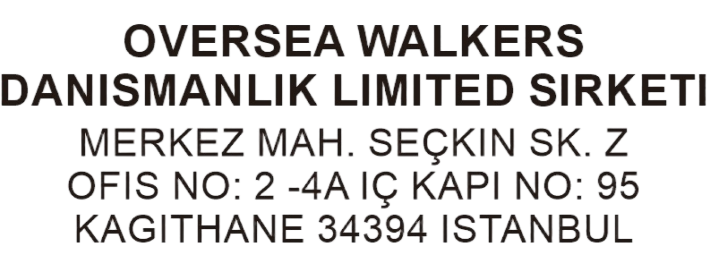 OVERSEA WALKERS
DANISMANLIK LIMITED SIRKETI
MERKEZ MAH. SEÇKIN SK. Z
OFIS NO: 2 -4A IÇ KAPI NO: 95
KAGITHANE 34394 ISTANBUL